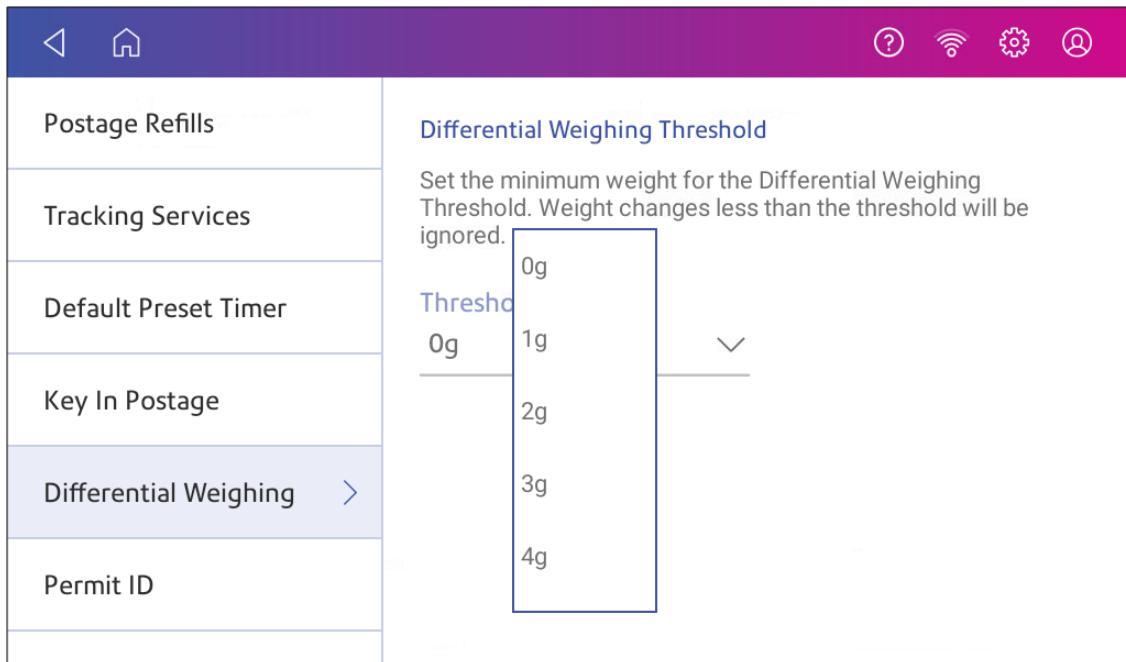 Postage Refills
Tracking Services
Default Preset Timer
Key In Postage
Differential Weighing
Permit ID
Differential Weighing Threshold
Set the minimum weight for the Differential Weighing
Threshold. Weight changes less than the threshold will be
ignored.
Thresho
0g
0g
1g
2g
3g
4g